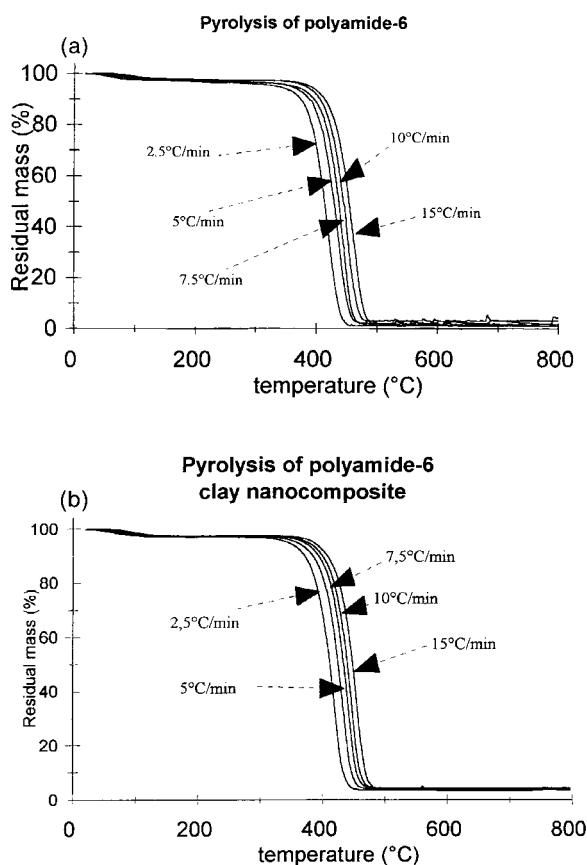 Pyrolysis of polyamide-6
(a)
Residual mass (%)
100
80
60
40
20
0
2.5°C/min
10°C/min
5°C/min
15°C/min
7.5°C/min
0 200 400 600 800
temperature (°C)
Pyrolysis of polyamide-6
clay nanocomposite
(b)
Residual mass (%)
100
80
60
40
20
0
7,5°C/min
2,5°C/min
10°C/min
15°C/min
5°C/min
0 200 400 600 800
temperature (°C)